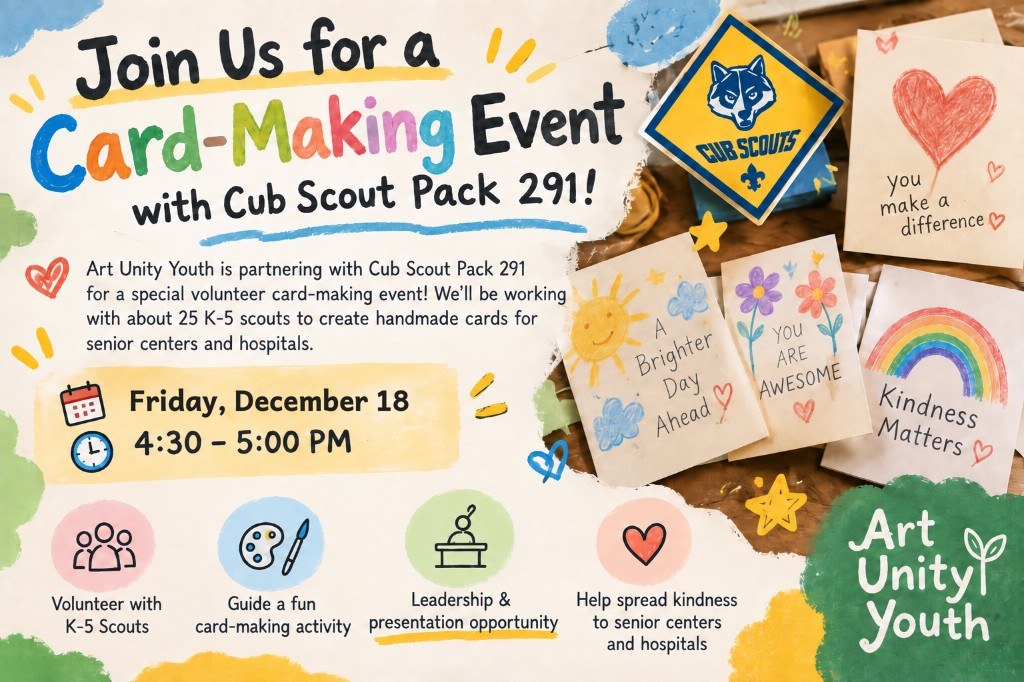 Join Us for a
Card-Making Event
with Cub Scout Pack 291!
Art Unity Youth is partnering with Cub Scout Pack 291
for a special volunteer card-making event! We'll be working
with about 25 K-5 scouts to create handmade cards for
senior centers and hospitals.
Friday, December 18
4:30 – 5:00 PM
Volunteer with
K-5 Scouts
Guide a fun
card-making activity
Leadership &
presentation opportunity
Help spread kindness
to senior centers
and hospitals
CUB SCOUTS
you
make a
difference
A
Brighter
Day
Ahead
YOU
ARE
AWESOME
Kindness
Matters
Art
Unity
Youth